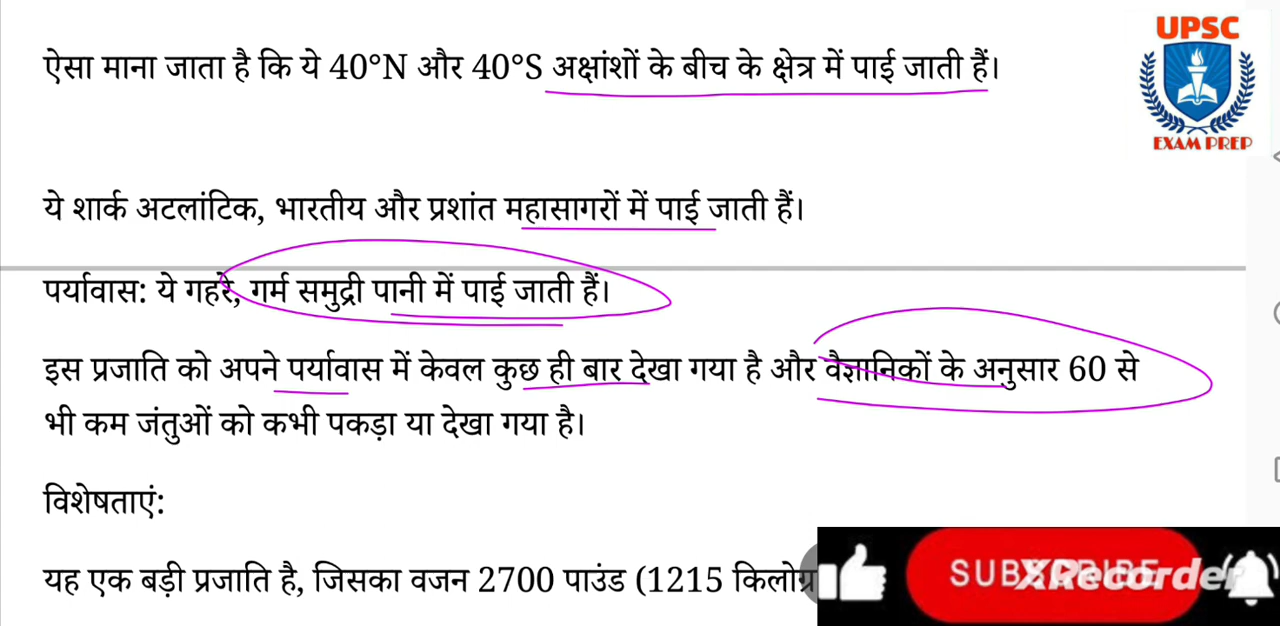 UPSC
EXAM PREP
ऐसा माना जाता है कि ये 40°N और 40°S अक्षांशों के बीच के क्षेत्र में पाई जाती हैं।
ये शार्क अटलांटिक, भारतीय और प्रशांत महासागरों में पाई जाती हैं।
पर्यावास: ये गहरे, गर्म समुद्री पानी में पाई जाती हैं।
इस प्रजाति को अपने पर्यावास में केवल कुछ ही बार देखा गया है और वैज्ञानिकों के अनुसार 60 से
भी कम जंतुओं को कभी पकड़ा या देखा गया है।
विशेषताएं:
यह एक बड़ी प्रजाति है, जिसका वजन 2700 पाउंड (1215
SUBSCRIBE
XRecorder